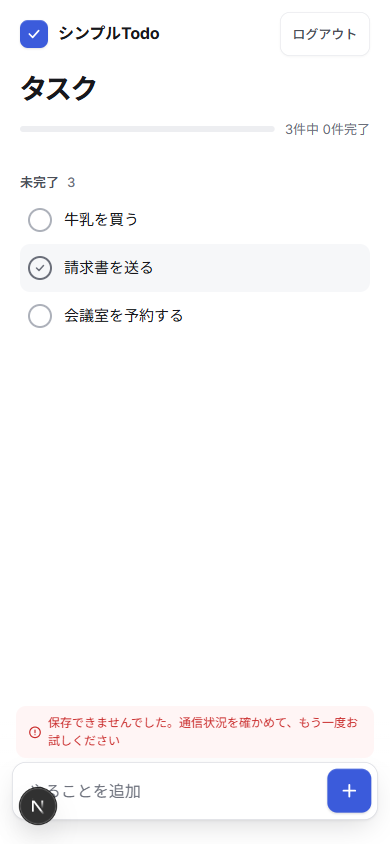 シンプルTodo
ログアウト
タスク
3件中 0件完了
未完了 3
牛乳を買う
請求書を送る
会議室を予約する
保存できませんでした。通信状況を確かめて、もう一度お
試しください
やることを追加
N